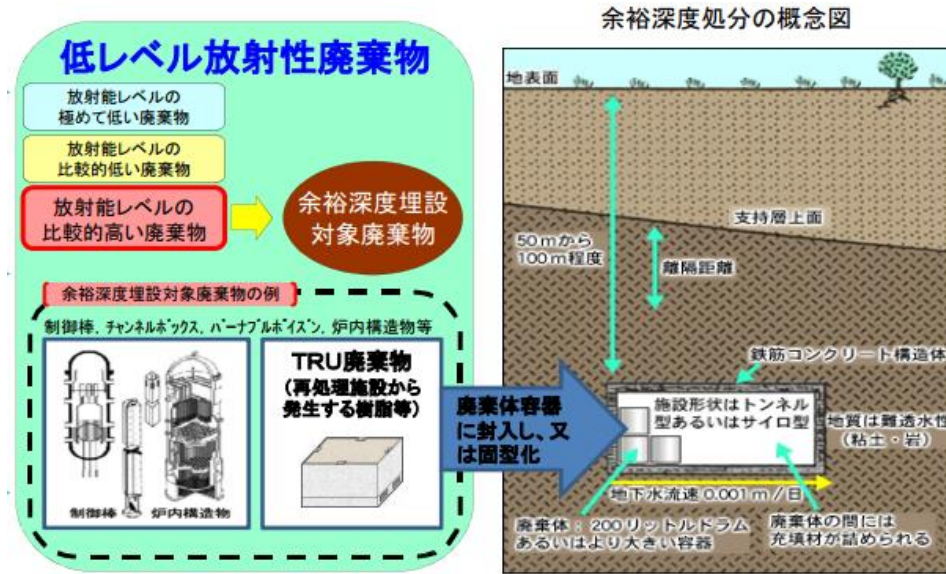 低レベル放射性廃棄物
放射能レベルの
極めて低い廃棄物
放射能レベルの
比較的低い廃棄物
放射能レベルの
比較的高い廃棄物
余裕深度埋設
対象廃棄物
余裕深度埋設対象廃棄物の例
制御棒、チャンネルボックス、バーナブルポイズン、炉内構造物等
制御棒
炉内構造物
TRU廃棄物
(再処理施設から
発生する樹脂等)
廃棄体容器
に封入し、又
は固型化
余裕深度処分の概念図
地表面
支持層上面
50mから
100m程度
離隔距離
鉄筋コンクリート構造体
施設形状はトンネル
型あるいはサイロ型
地質は難透水性
(粘土・岩)
地下水流速0.001m/日
廃棄体:200リットルドラム
あるいはより大きい容器
廃棄体の間には
充填材が詰められる